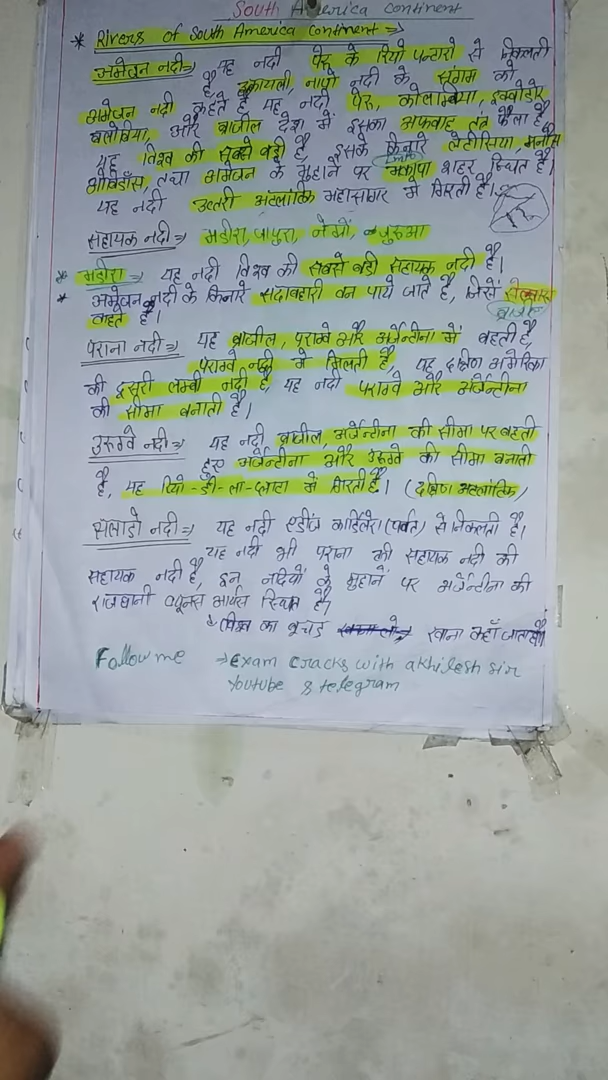 South America continent
* Rivers of South America continent ⇒
अमेजन नदी ⇒ यह नदी पेरू के रियो पन्टारो से निकलती
है, उकायली, नापो नदी के संगम को
अमेजन नदी कहते है यह नदी पेरू, कोलम्बिया, इक्वोडोर
बलोविया, और ब्राजील देश में इसका अफवाह तंत्र फैला है
यह विश्व की सबसे बडी है, इसके किनारे लेटीसिया, मनौस
ओबिडोंस, तथा अमेजन के मुहाने पर मकापा शहर स्थित है।
यह नदी उत्तरी अटलांटिक महासागर में गिरती है।
सहायक नदी ⇒ मडीरा, जापुरा, नेग्रो, पुरुआ
* मडीरा ⇒ यह नदी विश्व की सबसे बडी सहायक नदी है।
* अमेजन नदी के किनारे सदाबहारी वन पाये जाते है, जिसे सेल्वास
कहते है। ब्राजील
पराना नदी ⇒ यह ब्राजील, पराग्वे और अर्जेन्टीना में बहती है,
पराग्वे नदी में मिलती है, यह दक्षिण अमेरिका
की दूसरी लम्बी नदी है, यह नदी पराग्वे और अर्जेन्टीना
की सीमा बनाती है।
उरूग्वे नदी ⇒ यह नदी ब्राजील, अर्जेन्टीना की सीमा पर बहती
हुए अर्जेन्टीना और उरूग्वे की सीमा बनाती
है, यह रियो-डी-ला-प्लाटा में गिरती है। (दक्षिण अटलांतिक)
सेलाडो नदी ⇒ यह नदी एंडीज कार्डिलेरा (पर्वत) से निकलती है।
यह नदी भी पराना की सहायक नदी की
सहायक नदी है, इन नदियों के मुहानें पर अर्जेन्टीना की
राजधानी ब्यूनस आयर्स स्थित है।
विश्व का बूचड खाना कहाँ जाता है।
Follow me → Exam cracks with akhilesh sir
Youtube & telegram